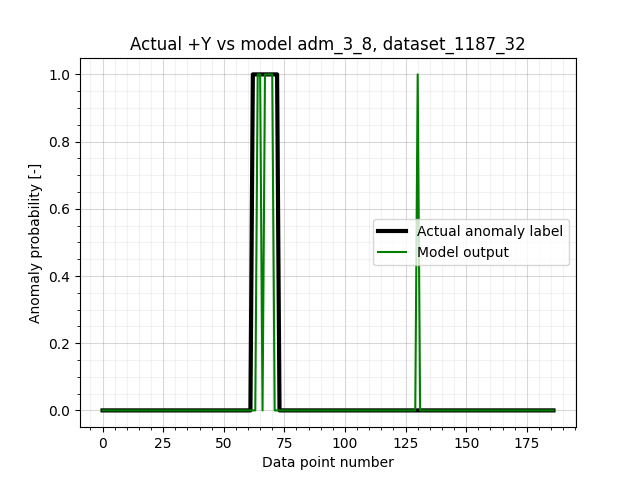 Actual +Y vs model adm_3_8, dataset_1187_32
Anomaly probability [-]
1.0
0.8
0.6
0.4
0.2
0.0
Actual anomaly label
Model output
0 25 50 75 100 125 150 175
Data point number